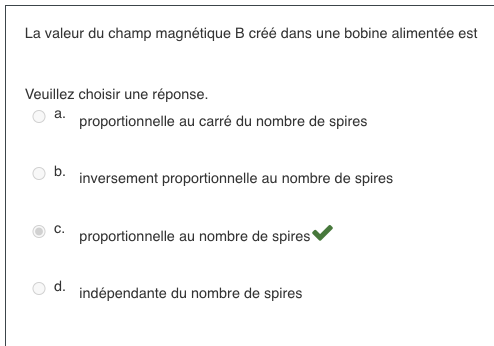 La valeur du champ magnétique B créé dans une bobine alimentée est
Veuillez choisir une réponse.
a. proportionnelle au carré du nombre de spires
b. inversement proportionnelle au nombre de spires
c. proportionnelle au nombre de spires
d. indépendante du nombre de spires